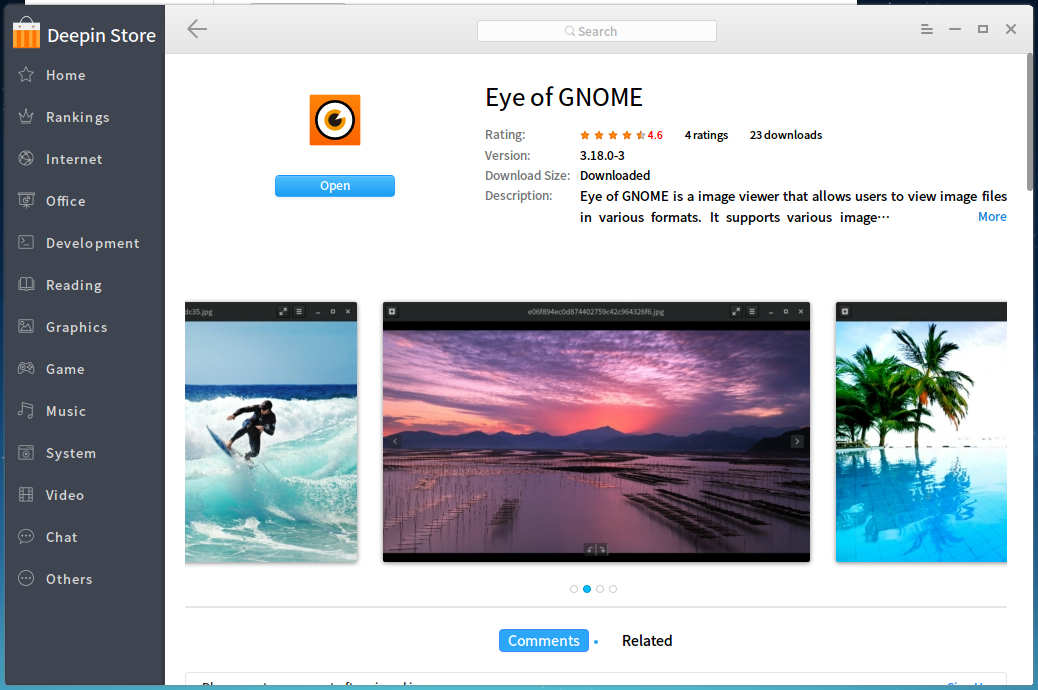 Deepin Store
Search
Home
Rankings
Internet
Office
Development
Reading
Graphics
Game
Music
System
Video
Chat
Others
Eye of GNOME
Rating: 4.6 4 ratings 23 downloads
Version: 3.18.0-3
Download Size: Downloaded
Description: Eye of GNOME is a image viewer that allows users to view image files
in various formats. It supports various image··· More
Open
dc35.jpg
e06f894ec0d874402759c42c964326f6.jpg
Comments
Related